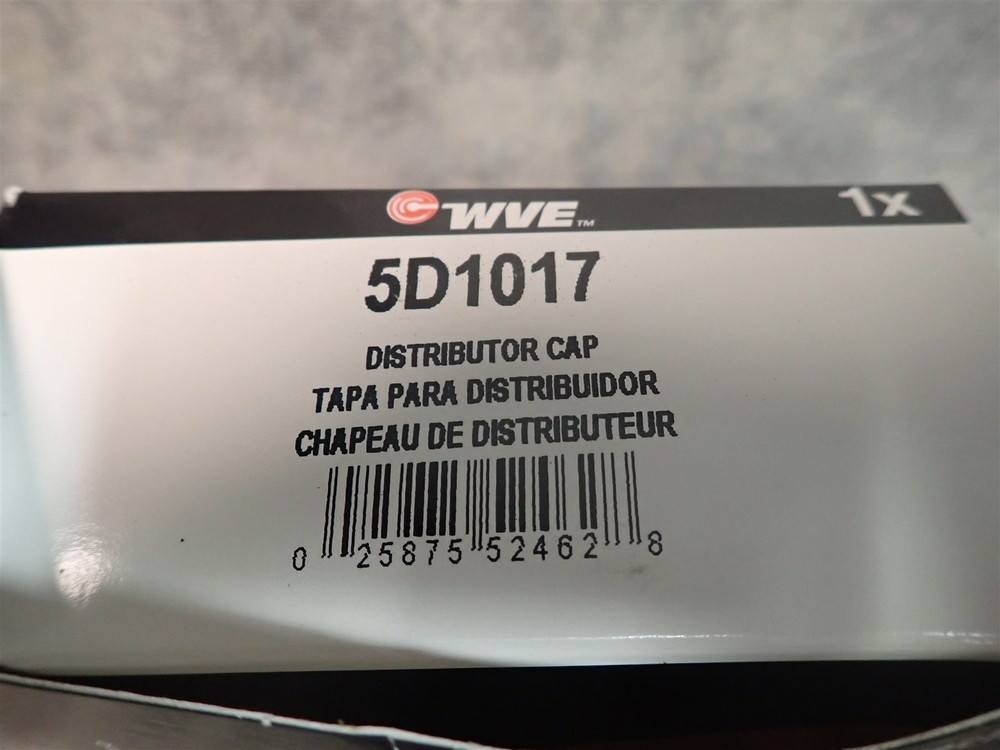 WVE™ 1x
5D1017
DISTRIBUTOR CAP
TAPA PARA DISTRIBUIDOR
CHAPEAU DE DISTRIBUTEUR
0 25875 52462 8